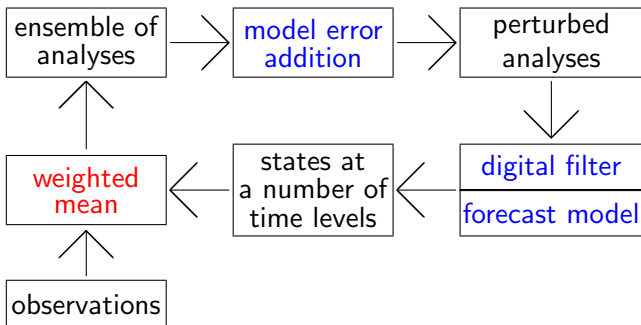 ensemble of
analyses
model error
addition
perturbed
analyses
weighted
mean
states at
a number of
time levels
digital filter
forecast model
observations